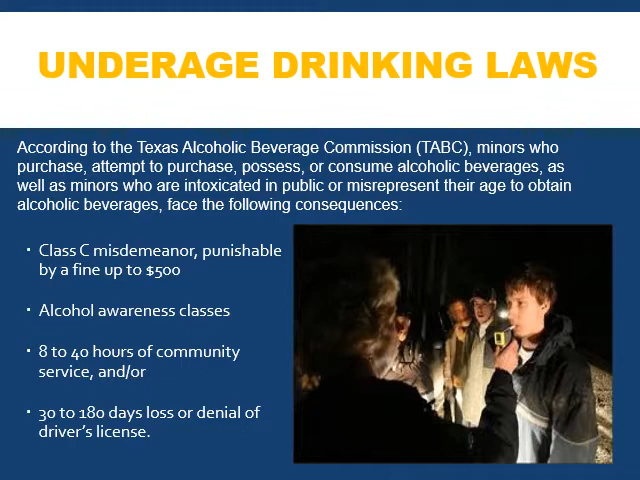 UNDERAGE DRINKING LAWS
According to the Texas Alcoholic Beverage Commission (TABC), minors who
purchase, attempt to purchase, possess, or consume alcoholic beverages, as
well as minors who are intoxicated in public or misrepresent their age to obtain
alcoholic beverages, face the following consequences:
▪ Class C misdemeanor, punishable
by a fine up to $500
▪ Alcohol awareness classes
▪ 8 to 40 hours of community
service, and/or
▪ 30 to 180 days loss or denial of
driver's license.